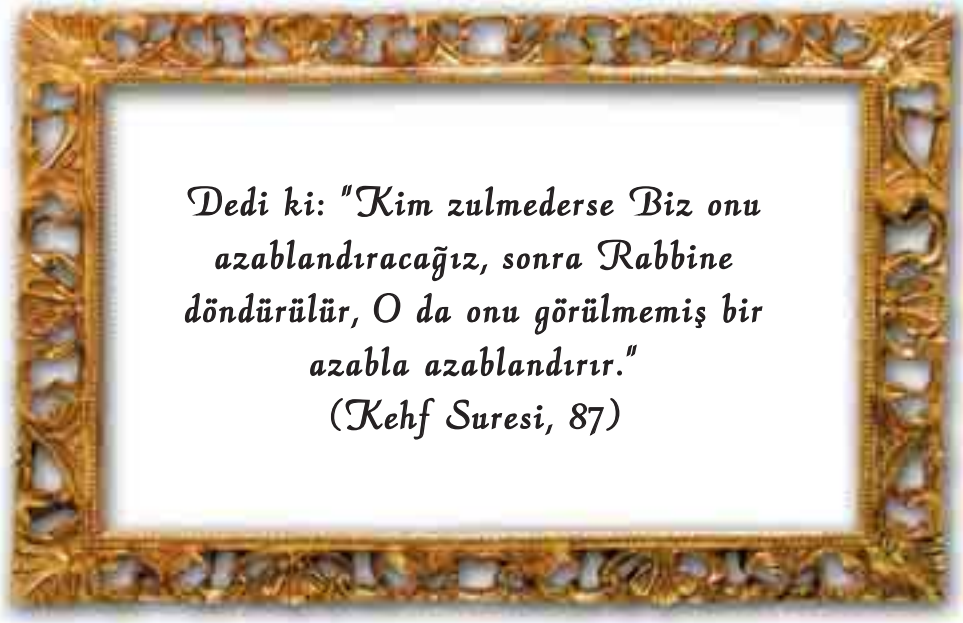 Dedi ki: "Kim zulmederse Biz onu
azablandıracağız, sonra Rabbine
döndürülür, O da onu görülmemiş bir
azabla azablandırır."
(Kehf Suresi, 87)